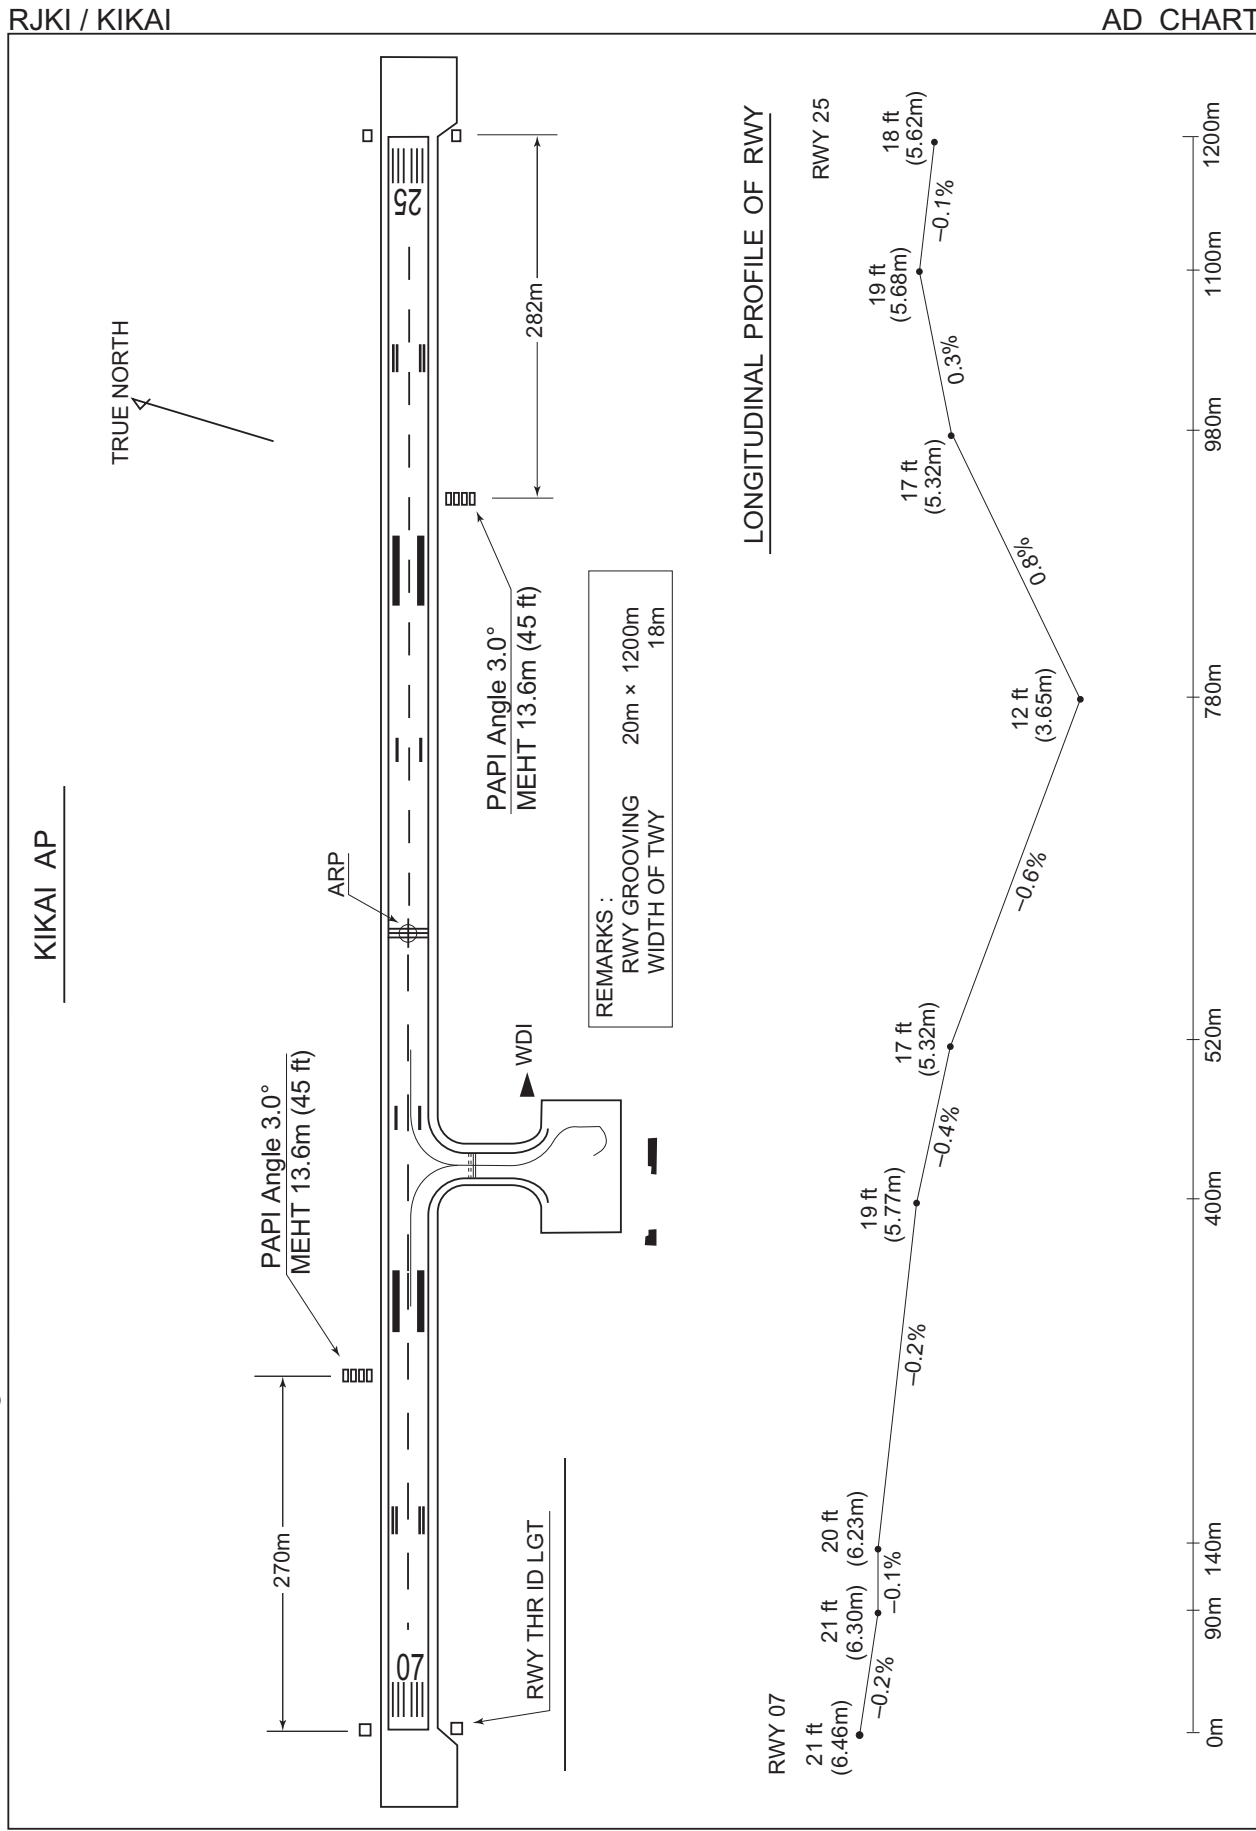 RJKI / KIKAI
AD CHART
KIKAI AP
TRUE NORTH
PAPI Angle 3.0°
MEHT 13.6m (45 ft)
270m
ARP
07
25
282m
PAPI Angle 3.0°
MEHT 13.6m (45 ft)
RWY THR ID LGT
WDI
REMARKS :
RWY GROOVING 20m × 1200m
WIDTH OF TWY 18m
LONGITUDINAL PROFILE OF RWY
RWY 07
RWY 25
21 ft
(6.46m)
–0.2%
21 ft
(6.30m)
–0.1%
20 ft
(6.23m)
–0.2%
19 ft
(5.77m)
–0.4%
17 ft
(5.32m)
–0.6%
12 ft
(3.65m)
0.8%
17 ft
(5.32m)
0.3%
19 ft
(5.68m)
–0.1%
18 ft
(5.62m)
0m 90m 140m 400m 520m 780m 980m 1100m 1200m